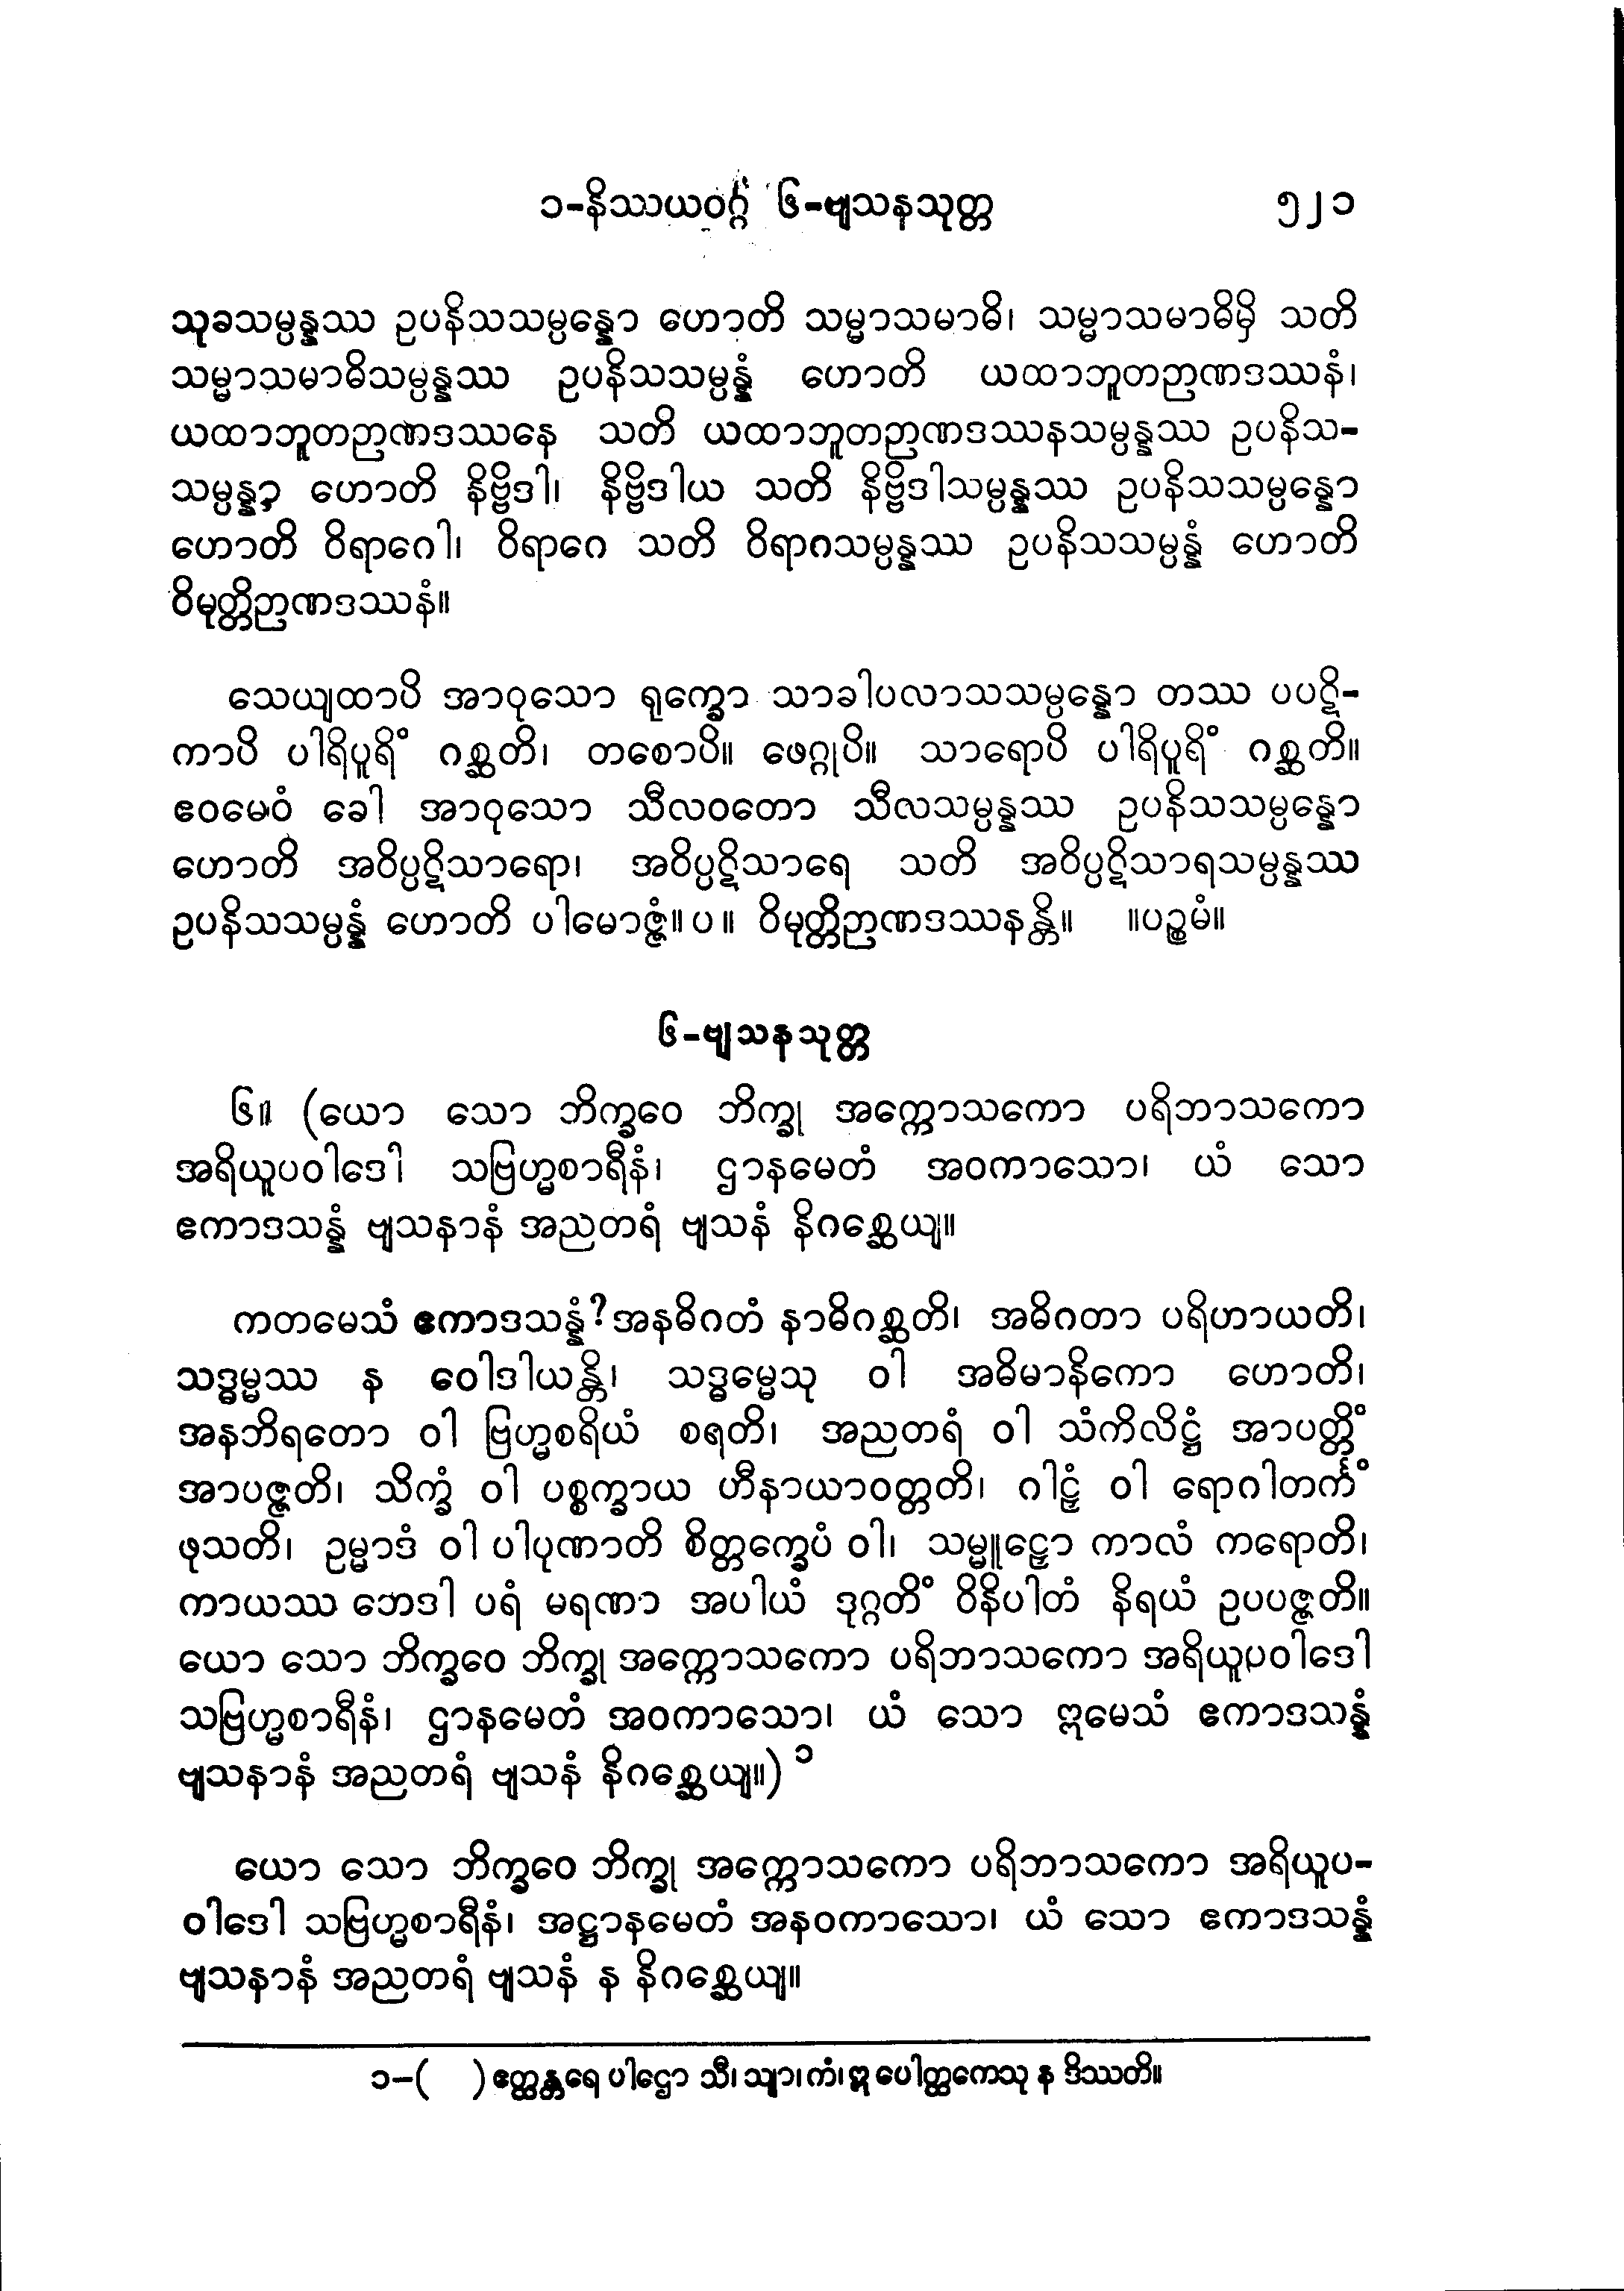 ၁-နိဿယဝဂ္ဂ် ၆-ဗျသနသုတ္တ ၅၂၁
သုခသမ္ပန္နဿ ဥပနိသသမ္ပန္နော ဟောတိ သမ္မာသမာဓိ၊ သမ္မာသမာဓိမှိ သတိ
သမ္မာသမာဓိသမ္ပန္နဿ ဥပနိသသမ္ပန္နံ ဟောတိ ယထာဘူတဉာဏဒဿနံ၊
ယထာဘူတဉာဏဒဿနေ သတိ ယထာဘူတဉာဏဒဿနသမ္ပန္နဿ ဥပနိသ-
သမ္ပန္နာ ဟောတိ နိဗ္ဗိဒါ၊ နိဗ္ဗိဒါယ သတိ နိဗ္ဗိဒါသမ္ပန္နဿ ဥပနိသသမ္ပန္နော
ဟောတိ ဝိရာဂေါ၊ ဝိရာဂေ သတိ ဝိရာဂသမ္ပန္နဿ ဥပနိသသမ္ပန္နံ ဟောတိ
ဝိမုတ္တိဉာဏဒဿနံ။
သေယျထာပိ အာဝုသော ရုက္ခော သာခါပလာသသမ္ပန္နော တဿ ပပဋိ-
ကာပိ ပါရိပူရိံ ဂစ္ဆတိ၊ တစောပိ။ ဖေဂ္ဂုပိ။ သာရောပိ ပါရိပူရိံ ဂစ္ဆတိ။
ဧဝမေဝံ ခေါ အာဝုသော သီလဝတော သီလသမ္ပန္နဿ ဥပနိသသမ္ပန္နော
ဟောတိ အဝိပ္ပဋိသာရော၊ အဝိပ္ပဋိသာရေ သတိ အဝိပ္ပဋိသာရသမ္ပန္နဿ
ဥပနိသသမ္ပန္နံ ဟောတိ ပါမောဇ္ဇံ။ပ။ ဝိမုတ္တိဉာဏဒဿနန္တိ။ ။ပဉ္စမံ။
၆-ဗျသနသုတ္တ
၆။ (ယော သော ဘိက္ခဝေ ဘိက္ခု အက္ကောသကော ပရိဘာသကော
အရိယူပဝါဒေါ သဗြဟ္မစာရီနံ၊ ဌာနမေတံ အဝကာသော၊ ယံ သော
ဧကာဒသန္နံ ဗျသနာနံ အညတရံ ဗျသနံ နိဂစ္ဆေယျ။
ကတမေသံ ဧကာဒသန္နံ? အနဓိဂတံ နာဓိဂစ္ဆတိ၊ အဓိဂတာ ပရိဟာယတိ၊
သဒ္ဓမ္မဿ န ဝေါဒါယန္တိ၊ သဒ္ဓမ္မေသု ဝါ အဓိမာနိကော ဟောတိ၊
အနဘိရတော ဝါ ဗြဟ္မစရိယံ စရတိ၊ အညတရံ ဝါ သံကိလိဋ္ဌံ အာပတ္တိံ
အာပဇ္ဇတိ၊ သိက္ခံ ဝါ ပစ္စက္ခာယ ဟီနာယာဝတ္တတိ၊ ဂါဠှံ ဝါ ရောဂါတင်္ကံ
ဖုသတိ၊ ဥမ္မာဒံ ဝါ ပါပုဏာတိ စိတ္တက္ခေပံ ဝါ၊ သမ္မူဠှော ကာလံ ကရောတိ၊
ကာယဿ ဘေဒါ ပရံ မရဏာ အပါယံ ဒုဂ္ဂတိံ ဝိနိပါတံ နိရယံ ဥပပဇ္ဇတိ။
ယော သော ဘိက္ခဝေ ဘိက္ခု အက္ကောသကော ပရိဘာသကော အရိယူပဝါဒေါ
သဗြဟ္မစာရီနံ၊ ဌာနမေတံ အဝကာသော၊ ယံ သော ဣမေသံ ဧကာဒသန္နံ
ဗျသနာနံ အညတရံ ဗျသနံ နိဂစ္ဆေယျ။) ၁
ယော သော ဘိက္ခဝေ ဘိက္ခု အက္ကောသကော ပရိဘာသကော အရိယူပ-
ဝါဒေါ သဗြဟ္မစာရီနံ၊ အဋ္ဌာနမေတံ အနဝကာသော၊ ယံ သော ဧကာဒသန္နံ
ဗျသနာနံ အညတရံ ဗျသနံ န နိဂစ္ဆေယျ။
၁-( ) ဧတ္ထန္တရေ ပါဌော သီ၊ သျာ၊ ကံ၊ ဣ ပေါတ္ထကေသု န ဒိဿတိ။